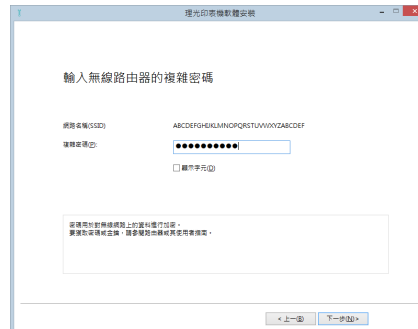 理光印表機軟體安裝
輸入無線路由器的複雜密碼
網路名稱(SSID) ABCDEFGHIJKLMNOPQRSTUVWXYZABCDEF
複雜密碼(P): ●●●●●●●●●●
顯示字元(D)
密碼用於對無線網路上的資料進行加密。
要獲取密碼或金鑰，請參閱路由器或其使用者指南。
< 上一(B) 下一步(N)>